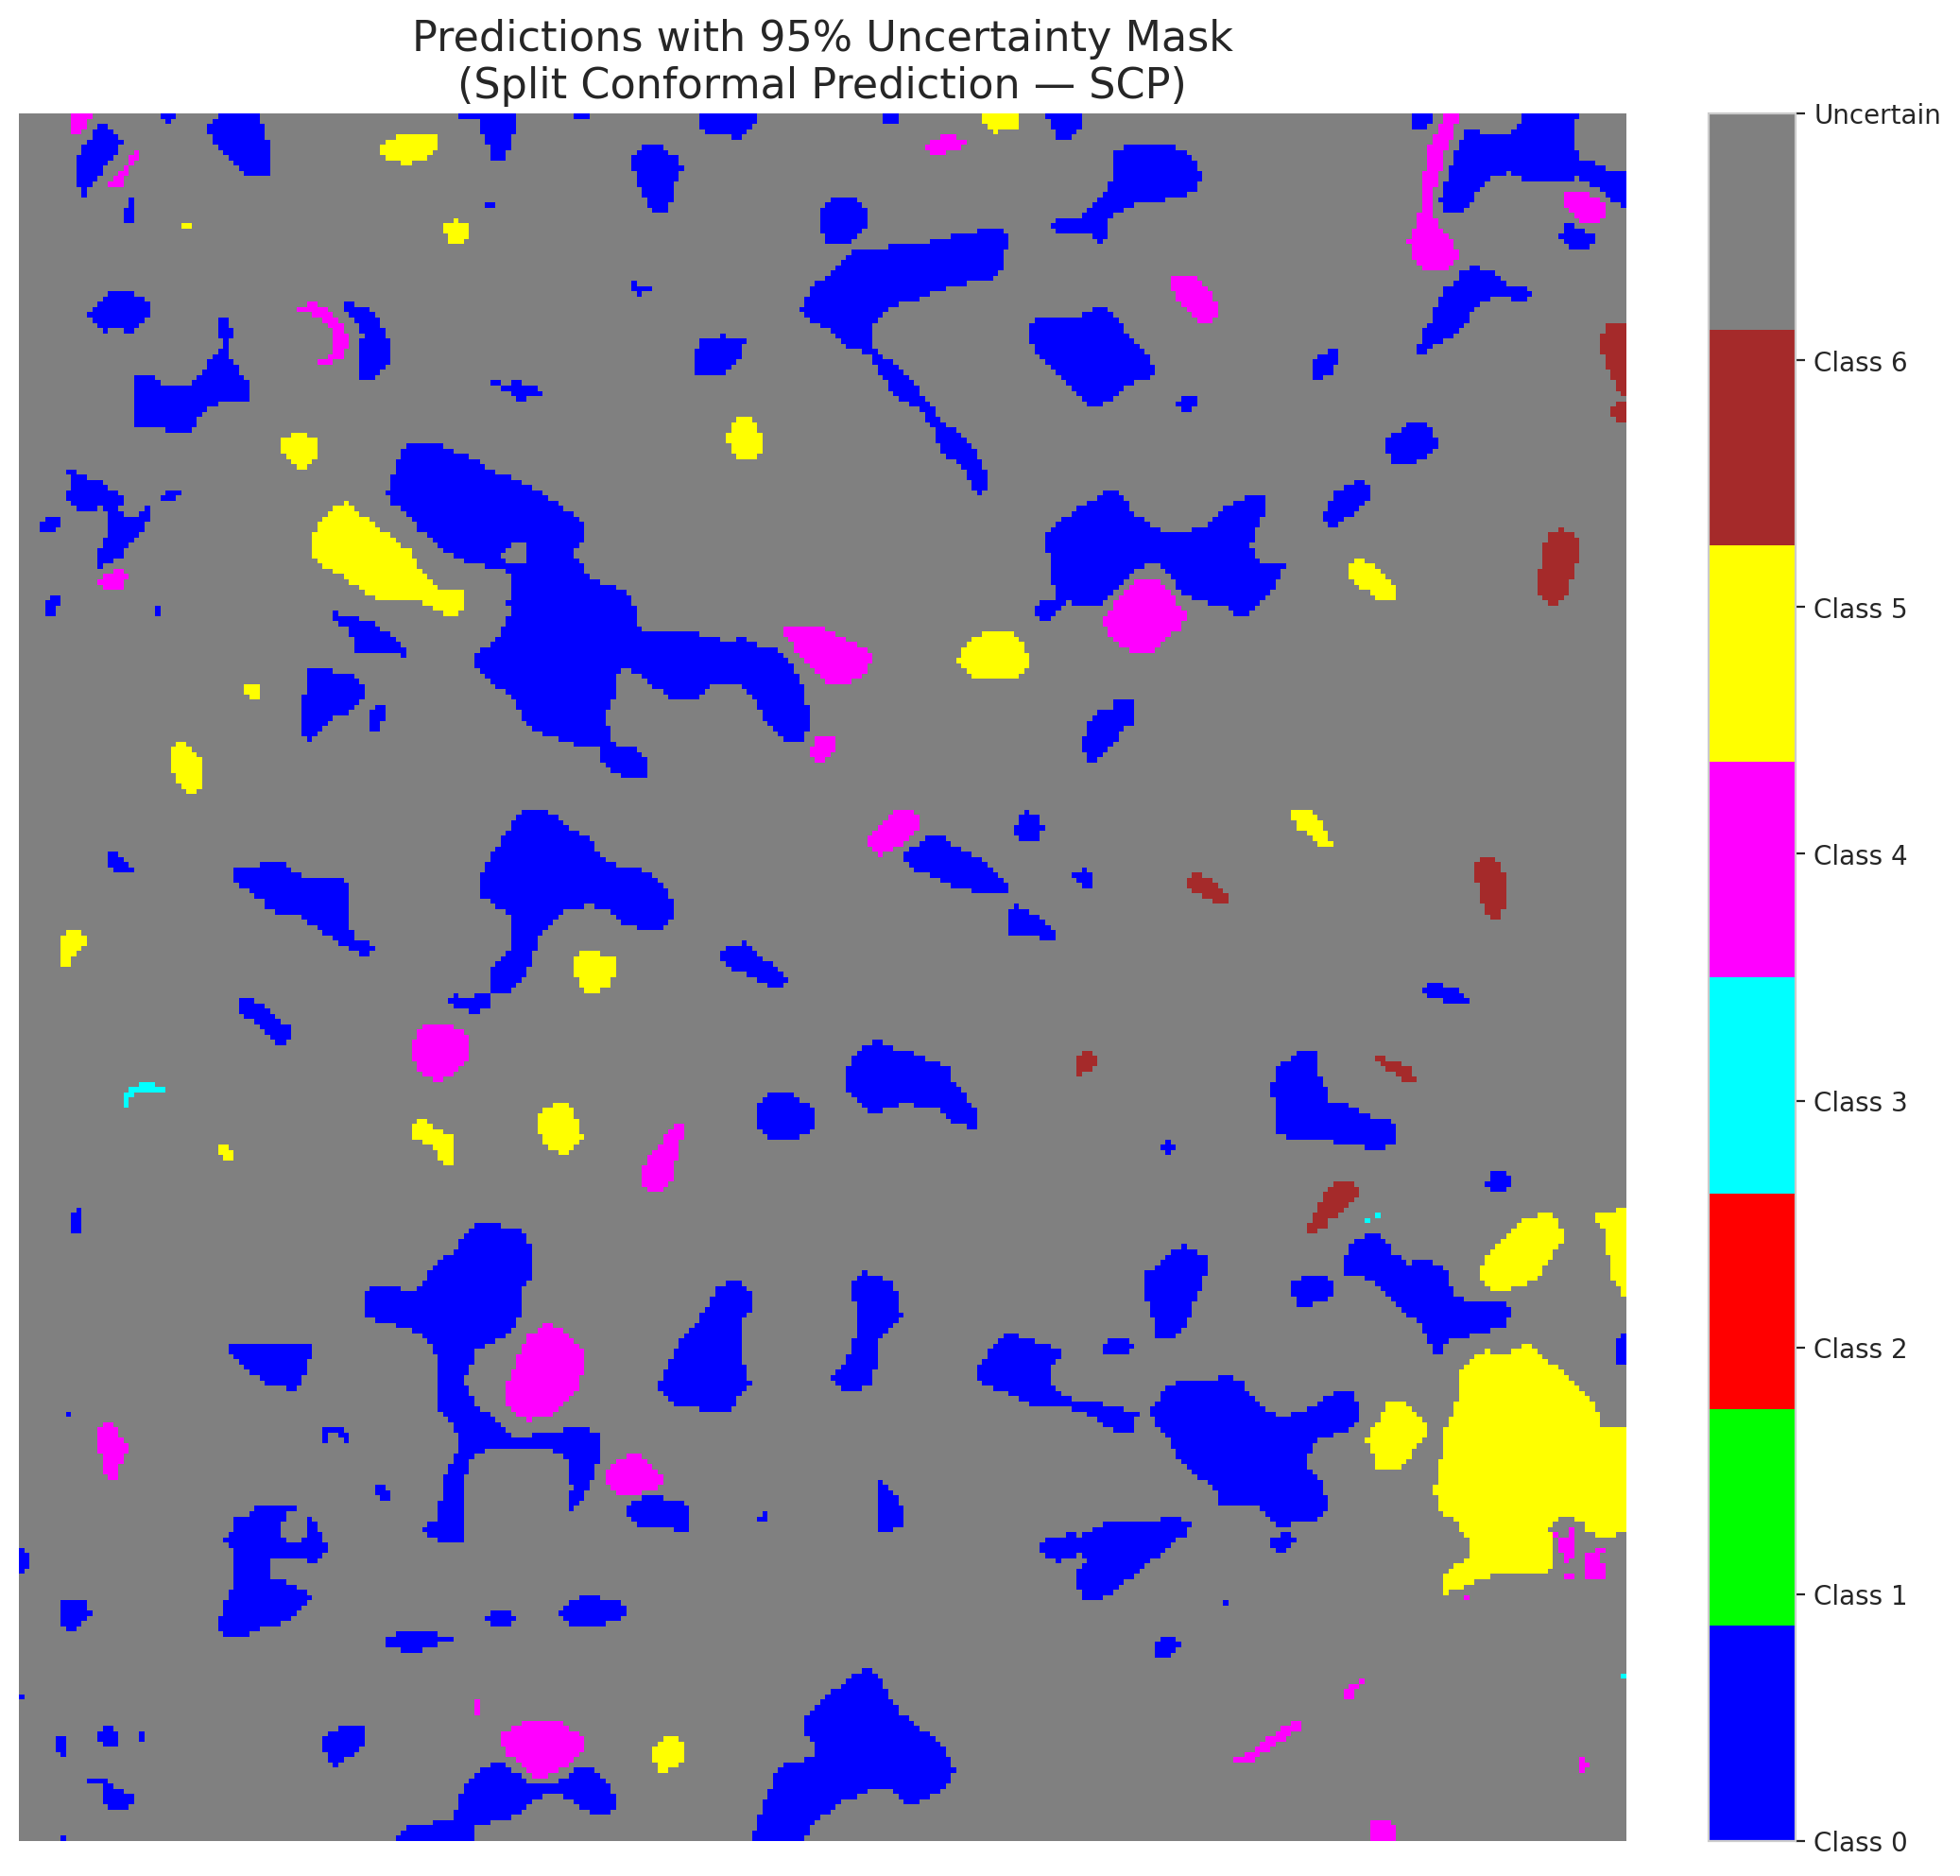 Predictions with 95% Uncertainty Mask
(Split Conformal Prediction — SCP)
Uncertain
Class 6
Class 5
Class 4
Class 3
Class 2
Class 1
Class 0